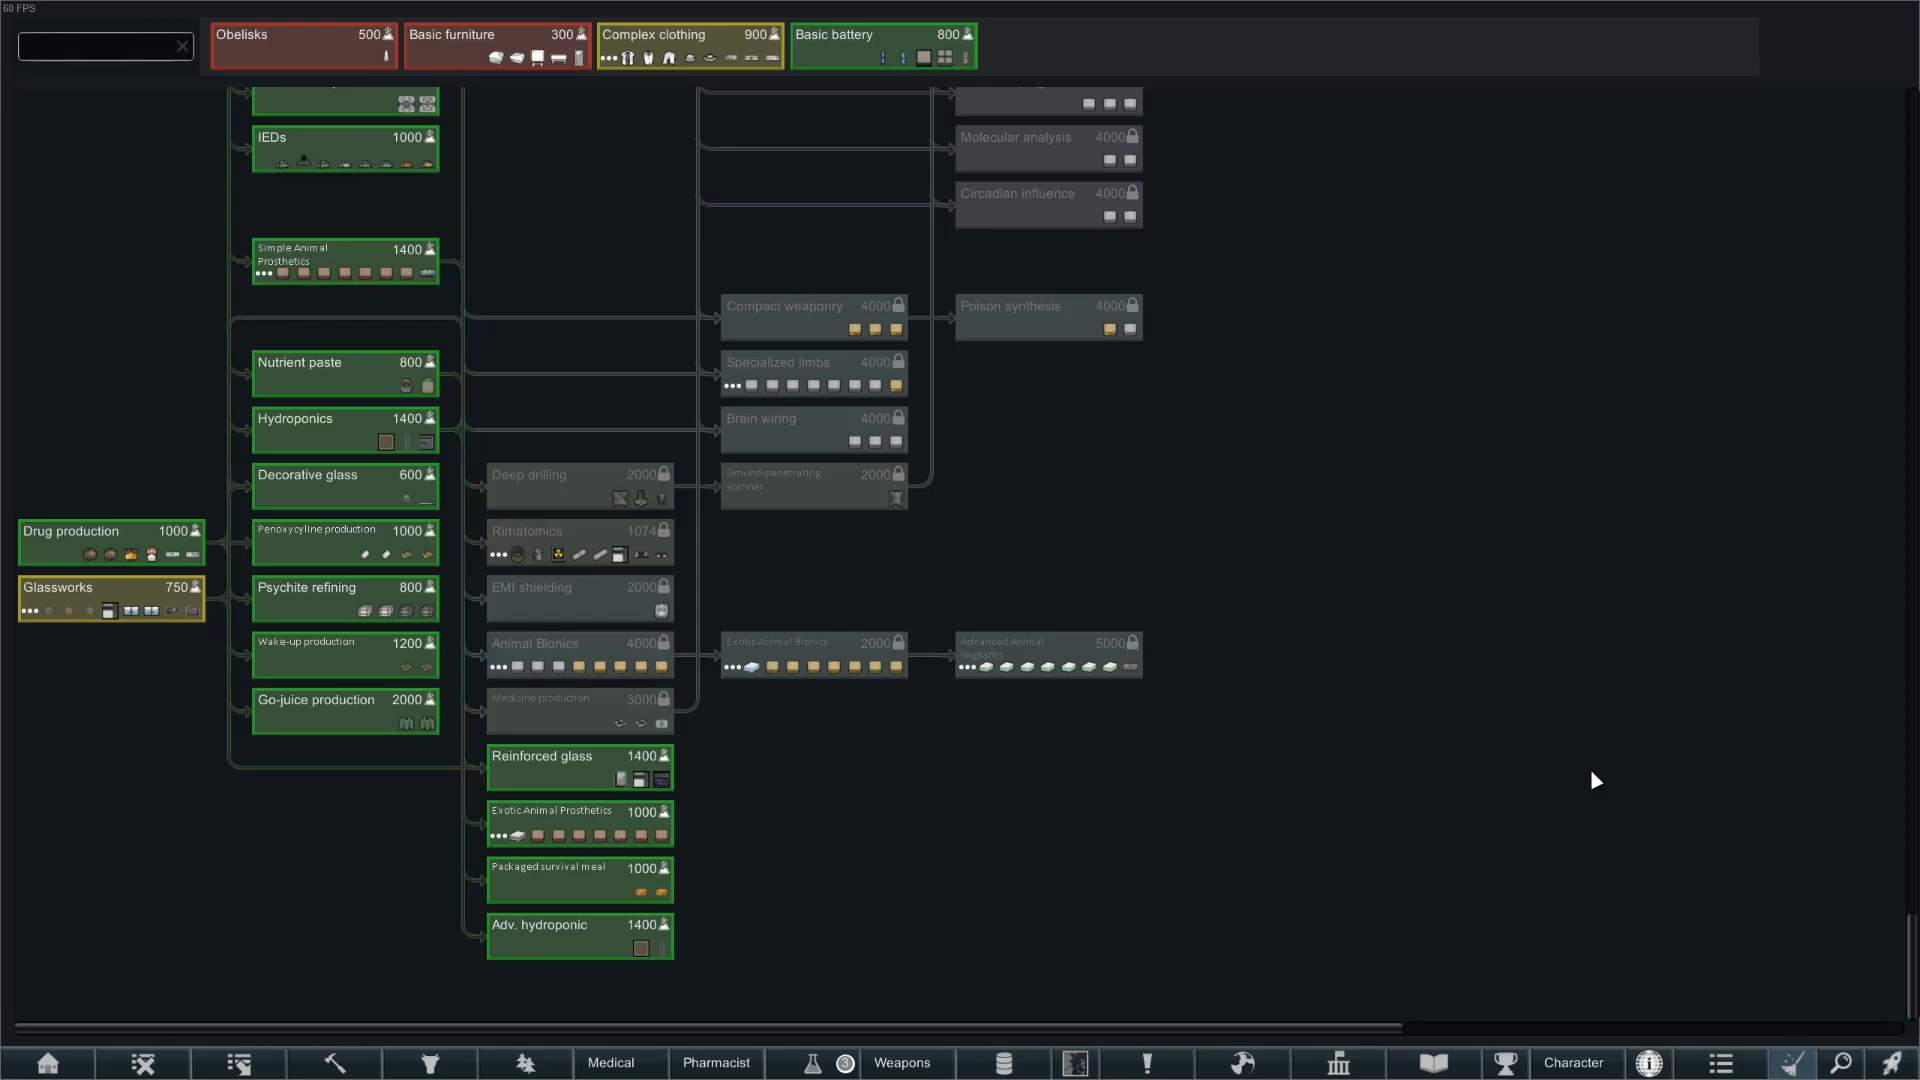 60 FPS
Obelisks 500
Basic furniture 300
Complex clothing 900
Basic battery 800
IEDs 1000
Molecular analysis 4000
Circadian influence 4000
Simple Animal
Prosthetics
1400
Compact weaponry 4000
Poison synthesis 4000
Nutrient paste 800
Specialized limbs 4000
Hydroponics 1400
Brain wiring 4000
Decorative glass 600
Deep drilling 2000
Ground-penetrating
scanner
2000
Drug production 1000
Penoxycyline production 1000
Rimatomics 1074
Glassworks 750
Psychite refining 800
EMI shielding 2000
Wake-up production 1200
Animal Bionics 4000
Exotic Animal Bionics 2000
Advanced Animal
Implants
5000
Go-juice production 2000
Medicine production 3000
Reinforced glass 1400
Exotic Animal Prosthetics 1000
Packaged survival meal 1000
Adv. hydroponic 1400
Medical Pharmacist 3 Weapons Character